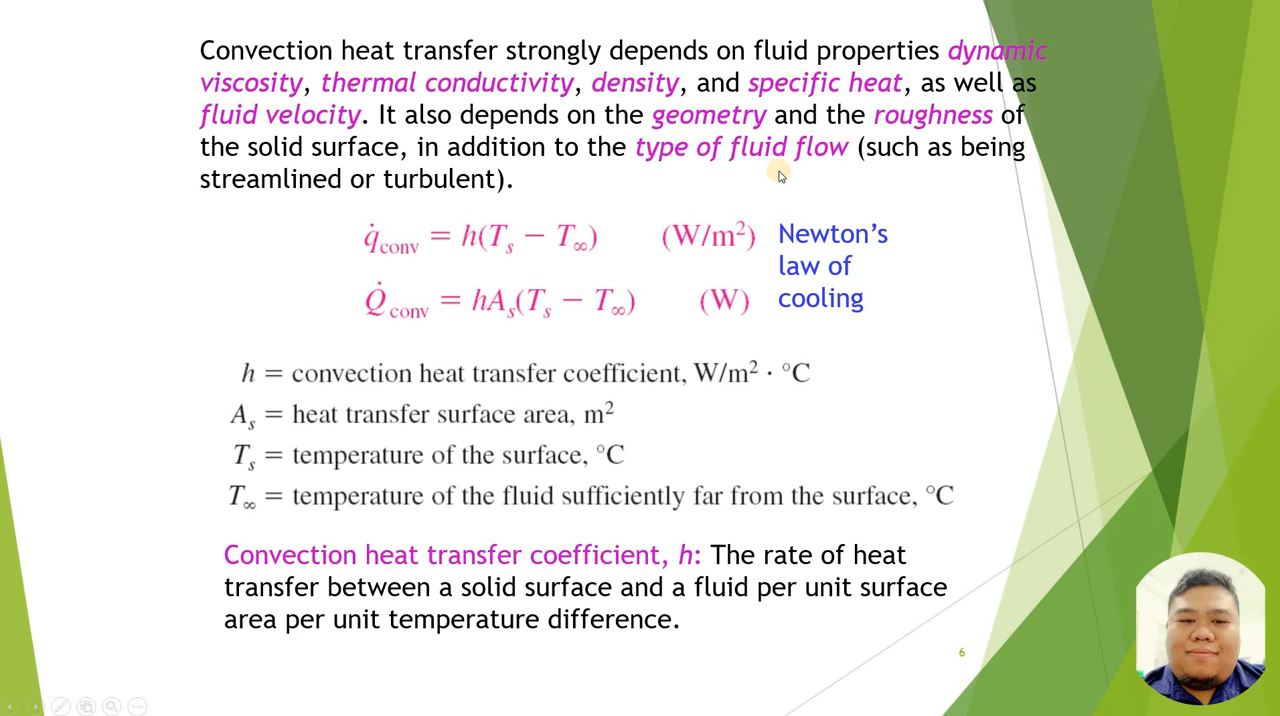 Convection heat transfer strongly depends on fluid properties dynamic
viscosity, thermal conductivity, density, and specific heat, as well as
fluid velocity. It also depends on the geometry and the roughness of
the solid surface, in addition to the type of fluid flow (such as being
streamlined or turbulent).
q̇conv = h(Ts − T∞) (W/m²)
Q̇conv = hAs(Ts − T∞) (W)
Newton’s
law of
cooling
h = convection heat transfer coefficient, W/m² · °C
As = heat transfer surface area, m²
Ts = temperature of the surface, °C
T∞ = temperature of the fluid sufficiently far from the surface, °C
Convection heat transfer coefficient, h: The rate of heat
transfer between a solid surface and a fluid per unit surface
area per unit temperature difference.
6